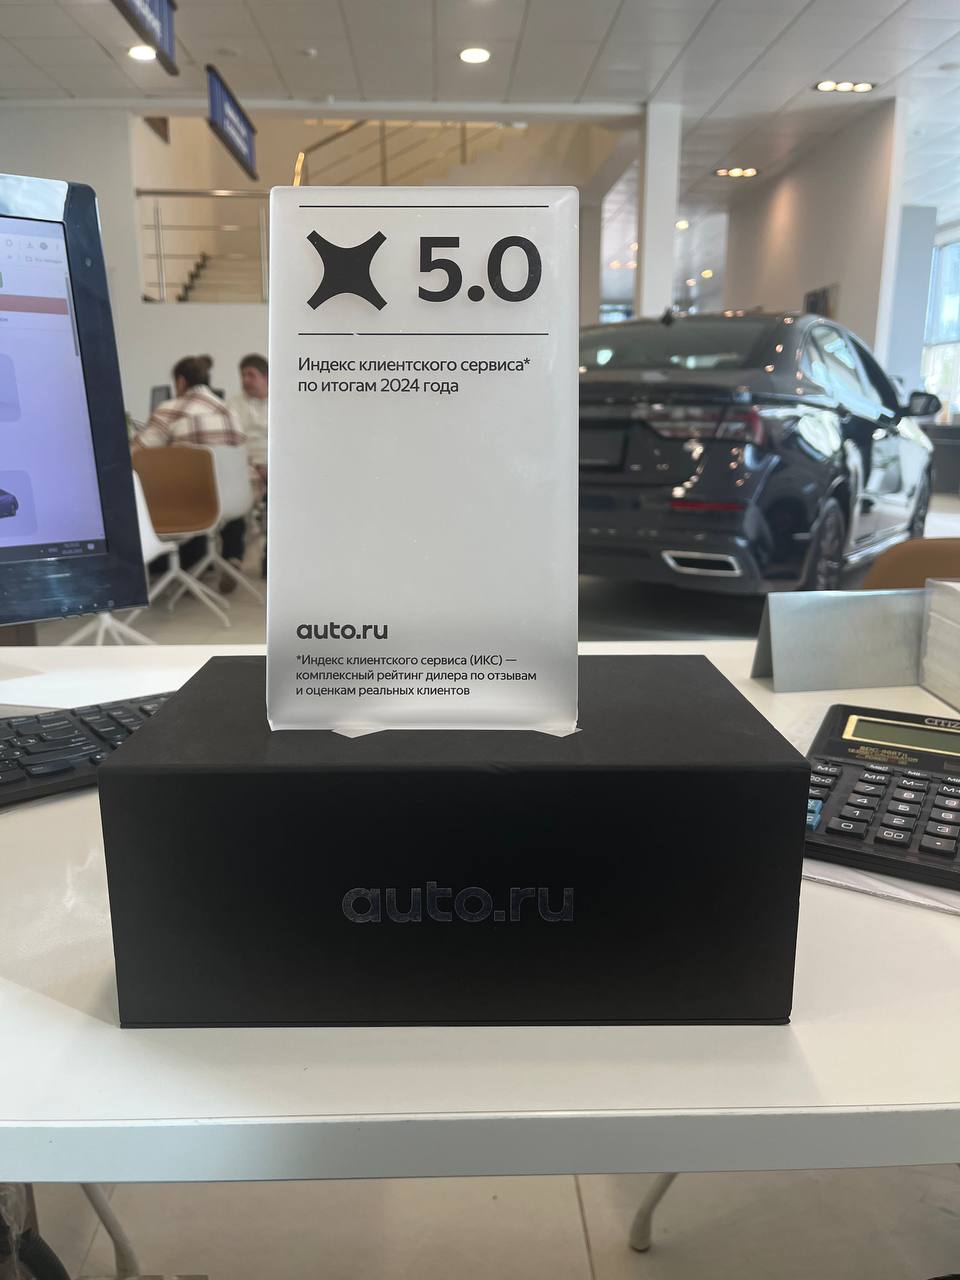 5.0
Индекс клиентского сервиса*
по итогам 2024 года
auto.ru
*Индекс клиентского сервиса (ИКС) —
комплексный рейтинг дилера по отзывам
и оценкам реальных клиентов
auto.ru